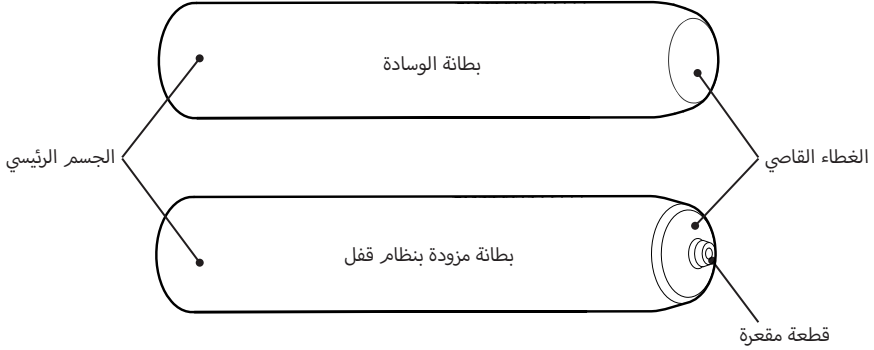 بطانة الوسادة
الغطاء القاصي
الجسم الرئيسي
بطانة مزودة بنظام قفل
قطعة مقعرة